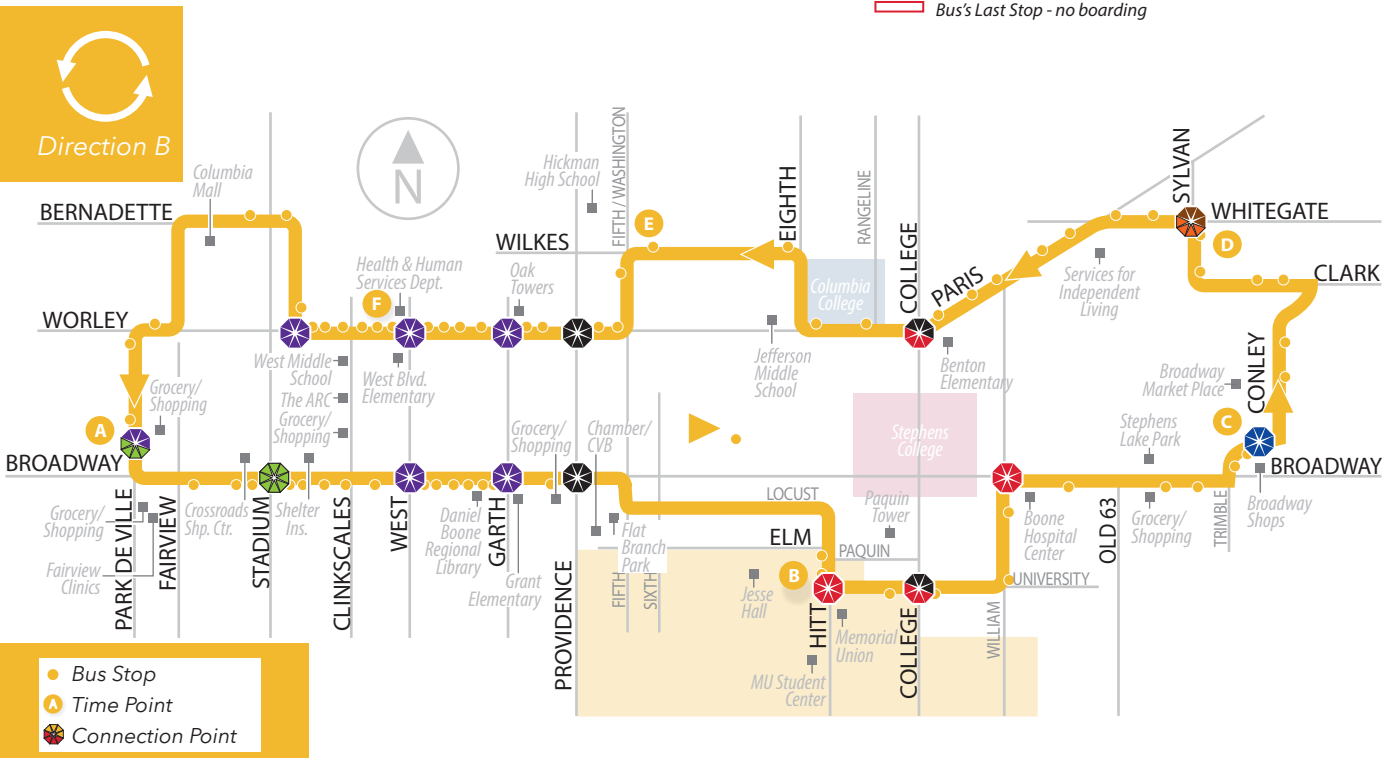 Bus's Last Stop - no boarding
Direction B
N
Columbia
Mall
Hickman
High School
FIFTH / WASHINGTON
EIGHTH
RANGELINE
COLLEGE
SYLVAN
BERNADETTE
WILKES
E
WHITEGATE
D
CLARK
Health & Human
Services Dept.
F
Oak
Towers
Columbia
College
PARIS
Services for
Independent
Living
WORLEY
West Middle
School
The ARC
Grocery/
Shopping
West Blvd.
Elementary
Jefferson
Middle
School
Benton
Elementary
Broadway
Market Place
CONLEY
Grocery/
Shopping
A
BROADWAY
Grocery/
Shopping
Chamber/
CVB
Stephens
College
Stephens
Lake Park
C
BROADWAY
PARK DE VILLE
FAIRVIEW
Grocery/
Shopping
Fairview
Clinics
Crossroads
Shp. Ctr.
STADIUM
Shelter
Ins.
CLINKSCALES
WEST
Daniel
Boone
Regional
Library
GARTH
Grant
Elementary
PROVIDENCE
Flat
Branch
Park
FIFTH
SIXTH
LOCUST
ELM
Paquin
Tower
PAQUIN
B
Jesse
Hall
HITT
Memorial
Union
MU Student
Center
COLLEGE
WILLIAM
UNIVERSITY
Boone
Hospital
Center
OLD 63
Grocery/
Shopping
TRIMBLE
Broadway
Shops
Bus Stop
A
Time Point
Connection Point